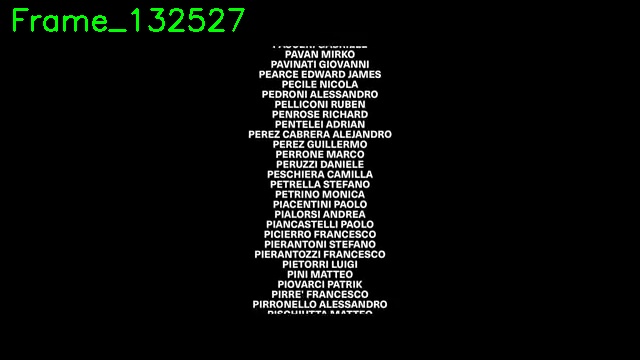 Frame_132527
PAVAN MIRKO
PAVINATI GIOVANNI
PEARCE EDWARD JAMES
PECILE NICOLA
PEDRONI ALESSANDRO
PELLICONI RUBEN
PENROSE RICHARD
PENTELEI ADRIAN
PEREZ CABRERA ALEJANDRO
PEREZ GUILLERMO
PERRONE MARCO
PERUZZI DANIELE
PESCHIERA CAMILLA
PETRELLA STEFANO
PETRINO MONICA
PIACENTINI PAOLO
PIALORSI ANDREA
PIANCASTELLI PAOLO
PICIERRO FRANCESCO
PIERANTONI STEFANO
PIERANTOZZI FRANCESCO
PIETORRI LUIGI
PINI MATTEO
PIOVARCI PATRIK
PIRRE' FRANCESCO
PIRRONELLO ALESSANDRO
PISCHIUTTA MATTEO